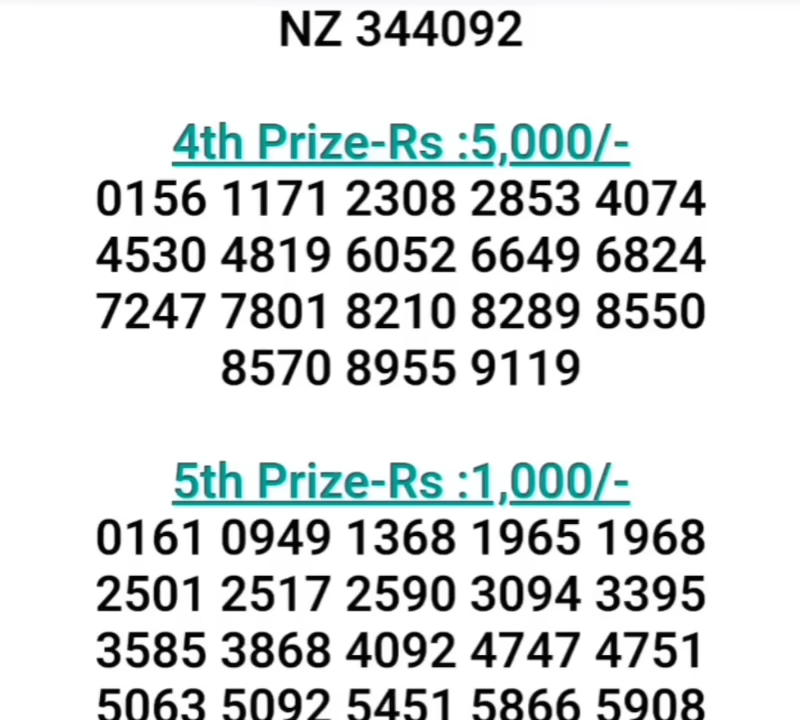 NZ 344092
4th Prize-Rs :5,000/-
0156 1171 2308 2853 4074
4530 4819 6052 6649 6824
7247 7801 8210 8289 8550
8570 8955 9119
5th Prize-Rs :1,000/-
0161 0949 1368 1965 1968
2501 2517 2590 3094 3395
3585 3868 4092 4747 4751
5063 5092 5451 5866 5908